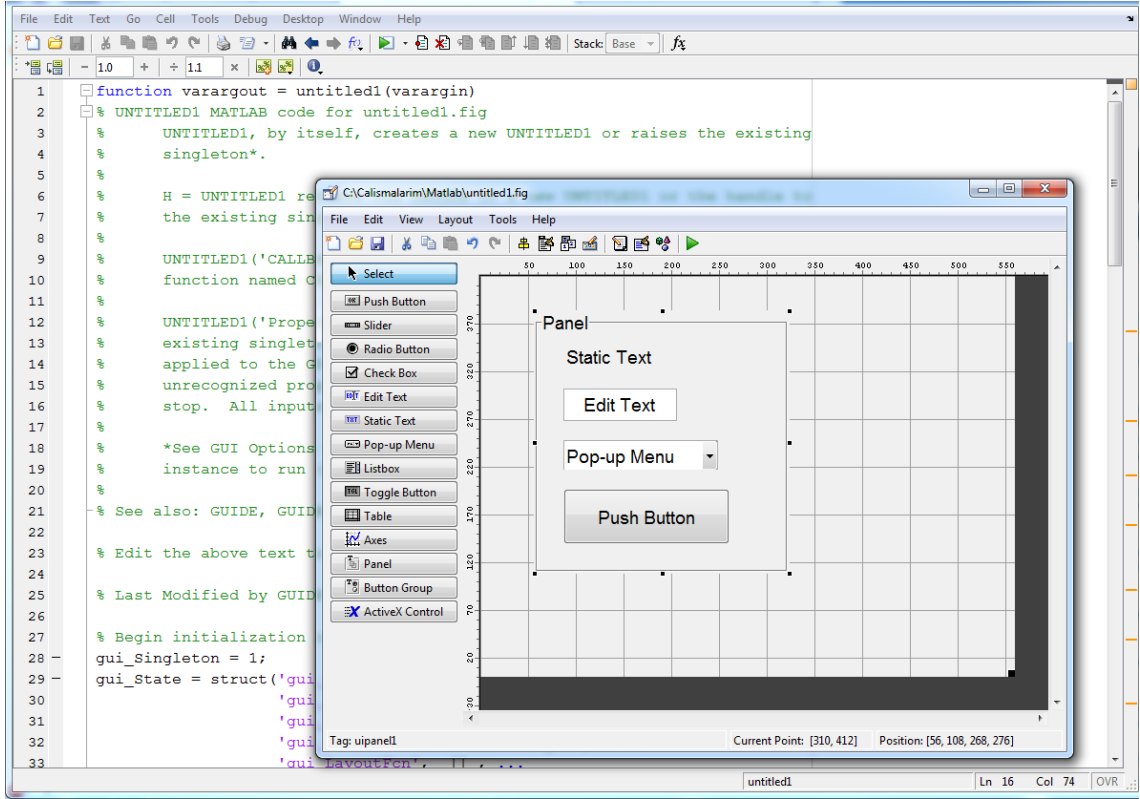 File Edit Text Go Cell Tools Debug Desktop Window Help
Stack: Base fx
- 1.0 + ÷ 1.1 ×
1 function varargout = untitled1(varargin)
2 % UNTITLED1 MATLAB code for untitled1.fig
3 % UNTITLED1, by itself, creates a new UNTITLED1 or raises the existing
4 % singleton*.
5 %
6 % H = UNTITLED1 re
7 % the existing sin
8 %
9 % UNTITLED1('CALLB
10 % function named C
11 %
12 % UNTITLED1('Prope
13 % existing singlet
14 % applied to the G
15 % unrecognized pro
16 % stop. All input
17 %
18 % *See GUI Options
19 % instance to run
20 %
21 % See also: GUIDE, GUID
22
23 % Edit the above text t
24
25 % Last Modified by GUID
26
27 % Begin initialization
28 – gui_Singleton = 1;
29 – gui_State = struct('gui
30 'gui
31 'gui
32 'gui
33 'gui_LayoutFcn', [] , ...
untitled1 Ln 16 Col 74 OVR
C:\Calismalarim\Matlab\untitled1.fig
File Edit View Layout Tools Help
Select
Push Button
Slider
Radio Button
Check Box
Edit Text
Static Text
Pop-up Menu
Listbox
Toggle Button
Table
Axes
Panel
Button Group
ActiveX Control
50 100 150 200 250 300 350 400 450 500 550
370
320
270
220
170
120
70
20
-30
Panel
Static Text
Edit Text
Pop-up Menu
Push Button
Tag: uipanel1 Current Point: [310, 412] Position: [56, 108, 268, 276]